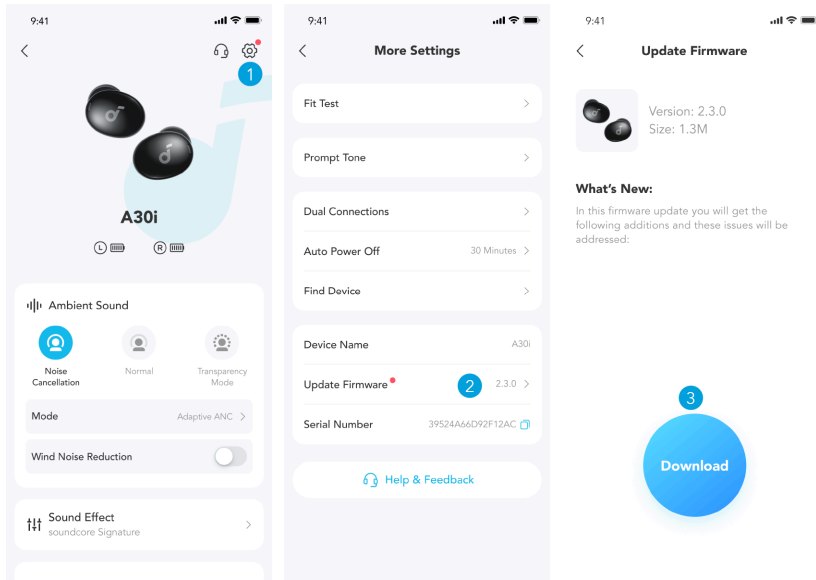 9:41
1
A30i
L
R
Ambient Sound
Noise
Cancellation
Normal
Transparency
Mode
Mode
Adaptive ANC
Wind Noise Reduction
Sound Effect
soundcore Signature
9:41
More Settings
Fit Test
Prompt Tone
Dual Connections
Auto Power Off
30 Minutes
Find Device
Device Name
A30i
Update Firmware
2
2.3.0
Serial Number
39524A66D92F12AC
Help & Feedback
9:41
Update Firmware
Version: 2.3.0
Size: 1.3M
What's New:
In this firmware update you will get the
following additions and these issues will be
addressed:
3
Download